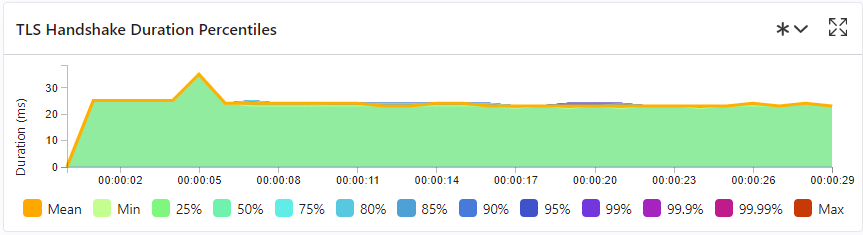 TLS Handshake Duration Percentiles
Duration (ms)
30
20
10
0
00:00:02 00:00:05 00:00:08 00:00:11 00:00:14 00:00:17 00:00:20 00:00:23 00:00:26 00:00:29
Mean Min 25% 50% 75% 80% 85% 90% 95% 99% 99.9% 99.99% Max